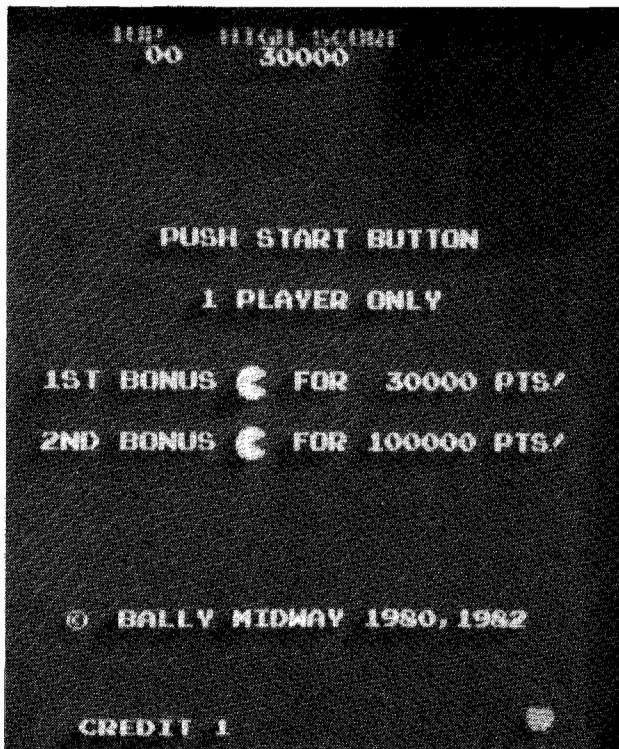 1UP HIGH SCORE
00 30000
PUSH START BUTTON
1 PLAYER ONLY
1ST BONUS FOR 30000 PTS!
2ND BONUS FOR 100000 PTS!
© BALLY MIDWAY 1980,1982
CREDIT 1